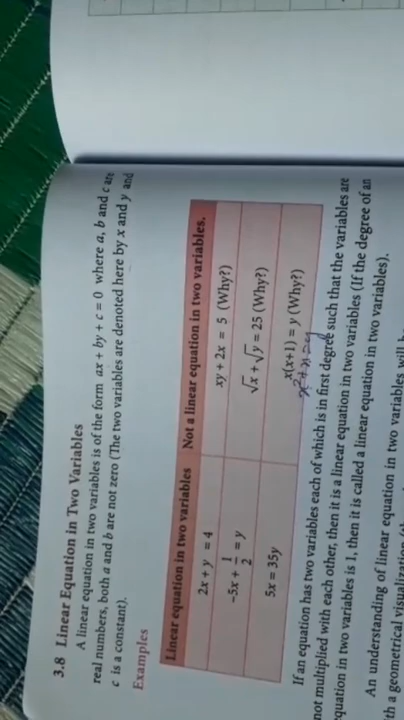 3.8 Linear Equation in Two Variables
A linear equation in two variables is of the form ax + by + c = 0 where a, b and c are
real numbers, both a and b are not zero (The two variables are denoted here by x and y and
c is a constant).
Examples
Linear equation in two variables Not a linear equation in two variables.
2x + y = 4 xy + 2x = 5 (Why?)
-5x + 1/2 = y √x + √y = 25 (Why?)
5x = 35y x(x+1) = y (Why?)
x² + x = y
If an equation has two variables each of which is in first degree such that the variables are
not multiplied with each other, then it is a linear equation in two variables (If the degree of an
equation in two variables is 1, then it is called a linear equation in two variables).
An understanding of linear equation in two variables will
a geometrical visualization